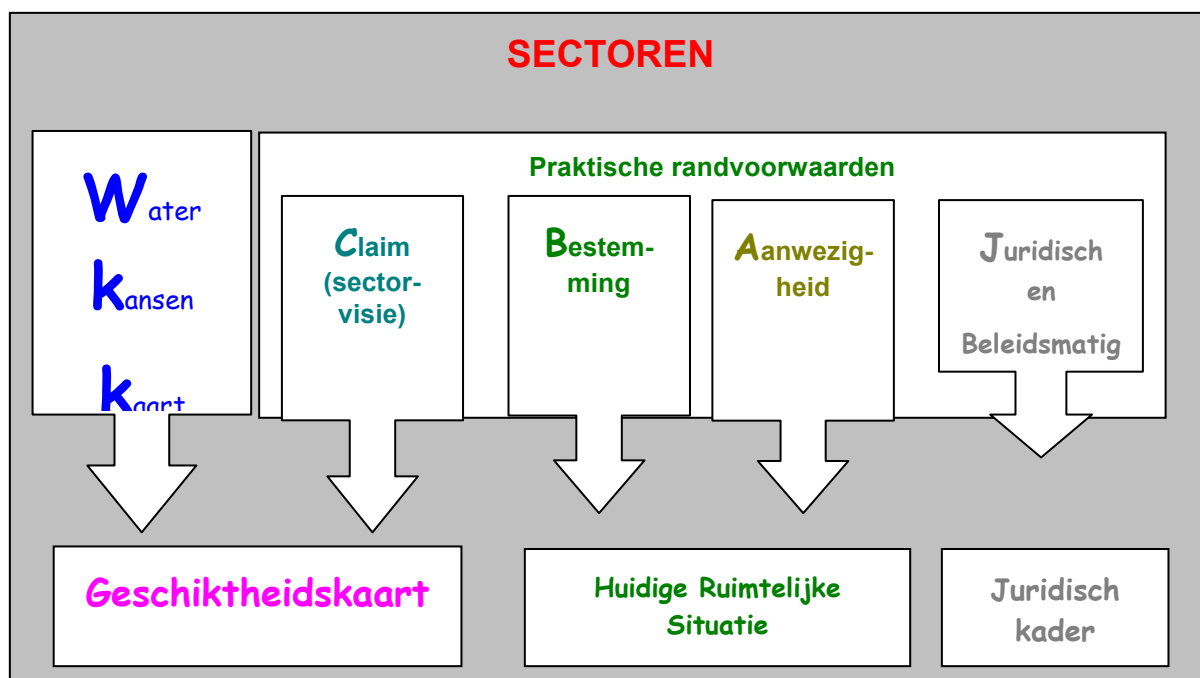 SECTOREN
Water
kansen
kaart
Praktische randvoorwaarden
Claim
(sector-
visie)
Bestem-
ming
Aanwezig-
heid
Juridisch
en
Beleidsmatig
Geschiktheidskaart
Huidige Ruimtelijke
Situatie
Juridisch
kader